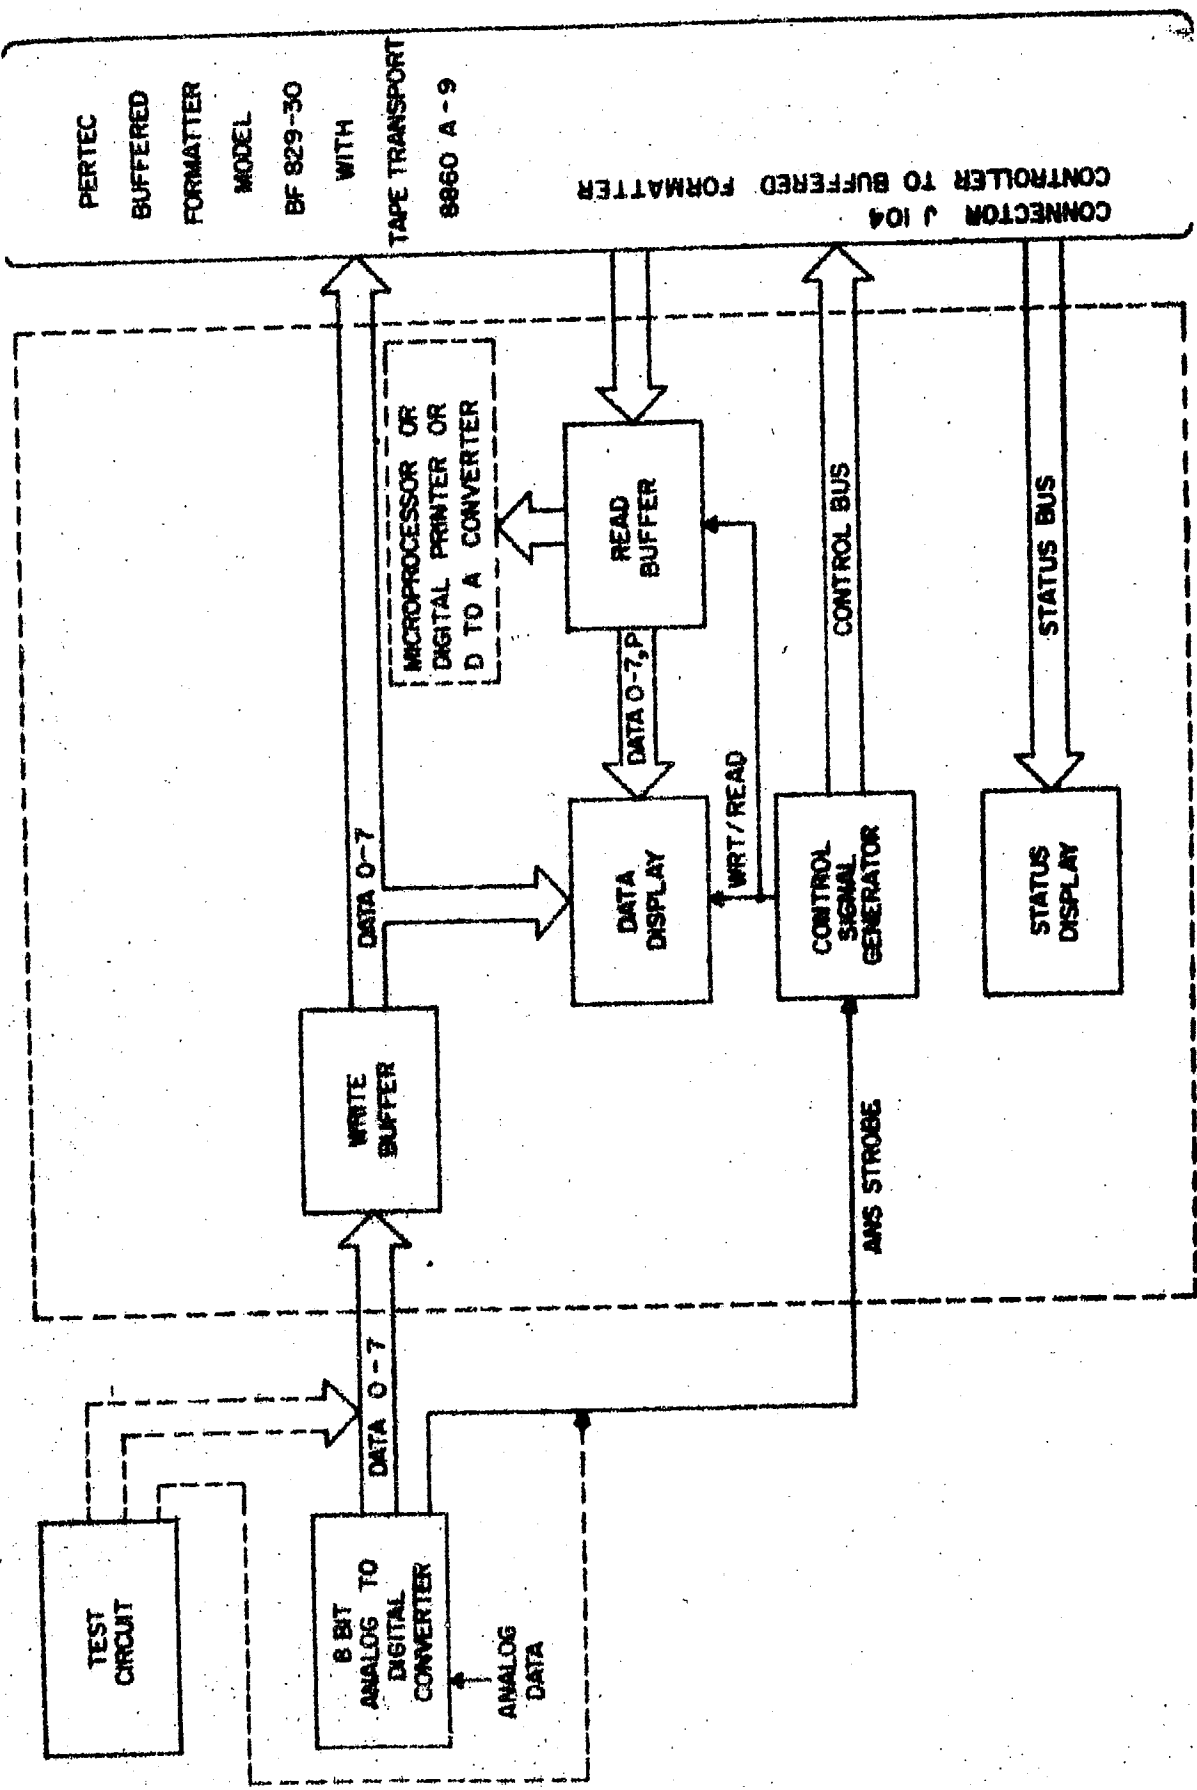 TEST
CIRCUIT
8 BIT
ANALOG TO
DIGITAL
CONVERTER
ANALOG
DATA
DATA 0-7
WRITE
BUFFER
ANS STROBE
DATA 0-7
DATA
DISPLAY
WRT/READ
CONTROL
SIGNAL
GENERATOR
STATUS
DISPLAY
DATA 0-7,P
MICROPROCESSOR OR
DIGITAL PRINTER OR
D TO A CONVERTER
READ
BUFFER
CONTROL BUS
STATUS BUS
PERTEC
BUFFERED
FORMATTER
MODEL
BF 829-30
WITH
TAPE TRANSPORT
8860 A-9
CONNECTOR J104
CONTROLLER TO BUFFERED FORMATTER